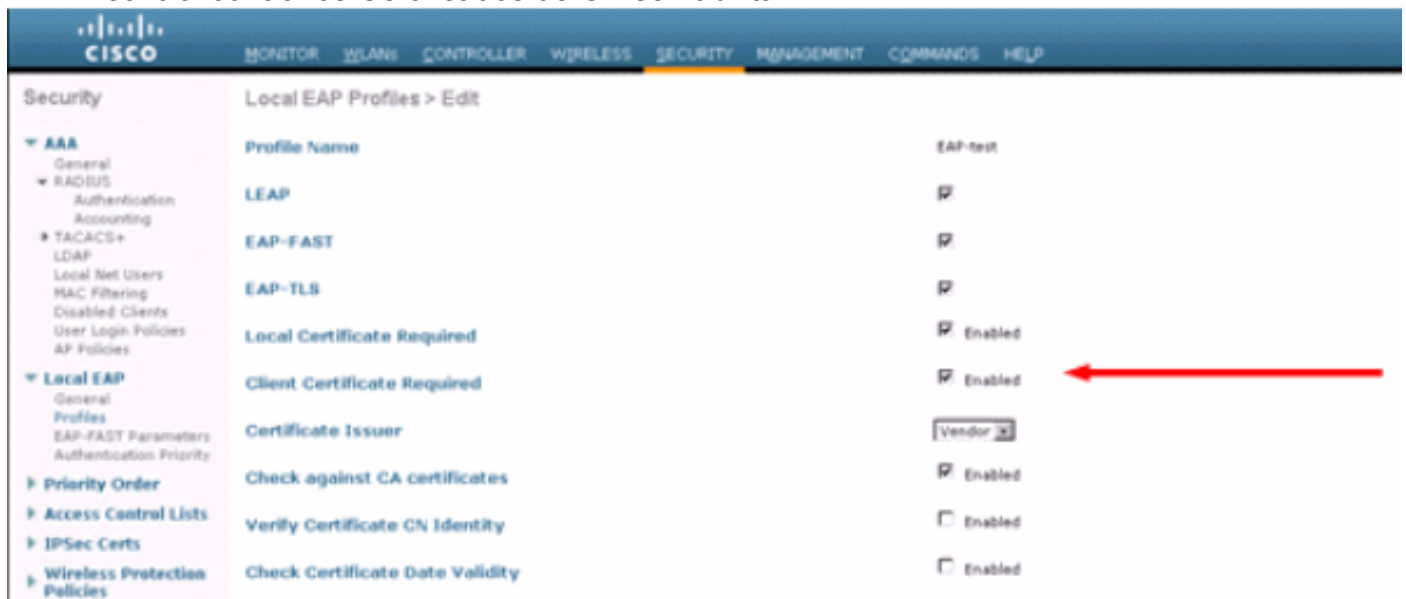 CISCO
MONITOR WLANs CONTROLLER WIRELESS SECURITY MANAGEMENT COMMANDS HELP
Security
AAA
General
RADIUS
Authentication
Accounting
TACACS+
LDAP
Local Net Users
MAC Filtering
Disabled Clients
User Login Policies
AP Policies
Local EAP
General
Profiles
EAP-FAST Parameters
Authentication Priority
Priority Order
Access Control Lists
IPSec Certs
Wireless Protection
Policies
Local EAP Profiles > Edit
Profile Name EAP-test
LEAP
EAP-FAST
EAP-TLS
Local Certificate Required Enabled
Client Certificate Required Enabled
Certificate Issuer Vendor
Check against CA certificates Enabled
Verify Certificate CN Identity Enabled
Check Certificate Date Validity Enabled